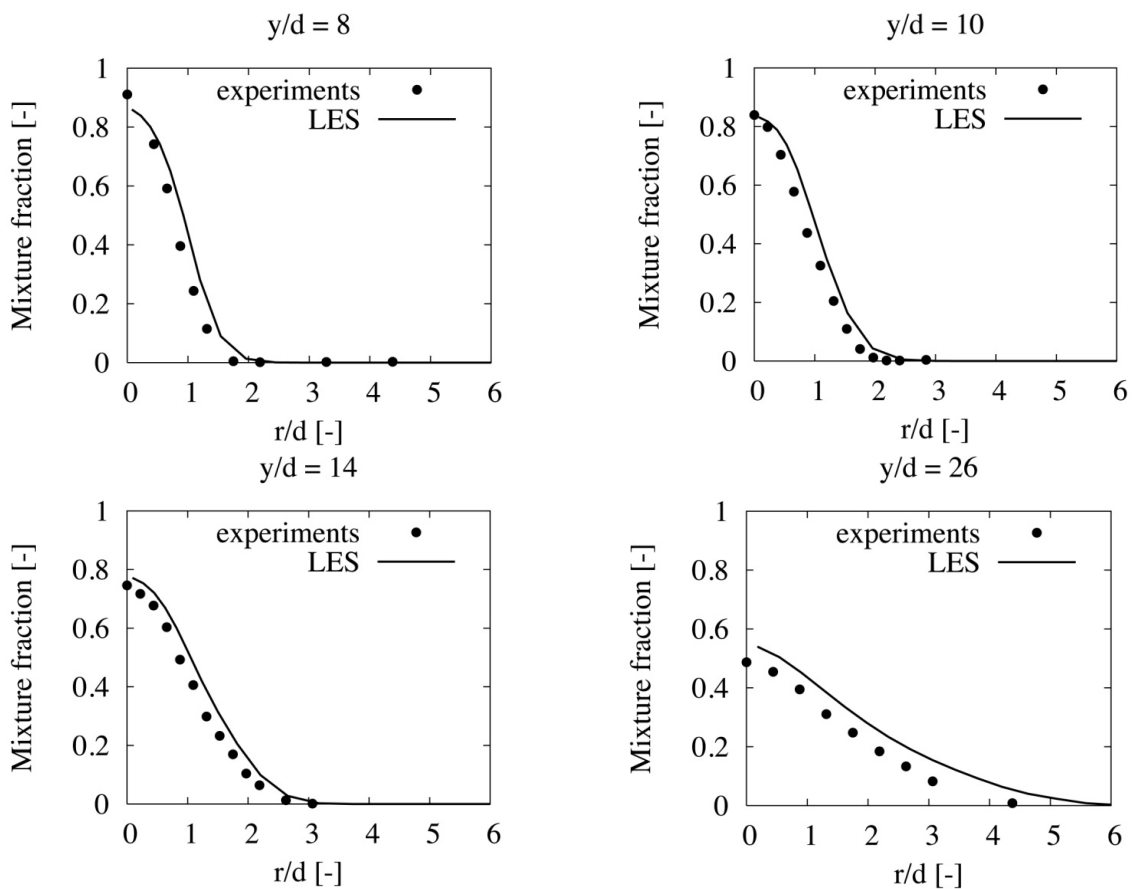 y/d = 8
1
0.8
0.6
0.4
0.2
0
Mixture fraction [-]
experiments
LES
0 1 2 3 4 5 6
r/d [-]
y/d = 10
1
0.8
0.6
0.4
0.2
0
Mixture fraction [-]
experiments
LES
0 1 2 3 4 5 6
r/d [-]
y/d = 14
1
0.8
0.6
0.4
0.2
0
Mixture fraction [-]
experiments
LES
0 1 2 3 4 5 6
r/d [-]
y/d = 26
1
0.8
0.6
0.4
0.2
0
Mixture fraction [-]
experiments
LES
0 1 2 3 4 5 6
r/d [-]